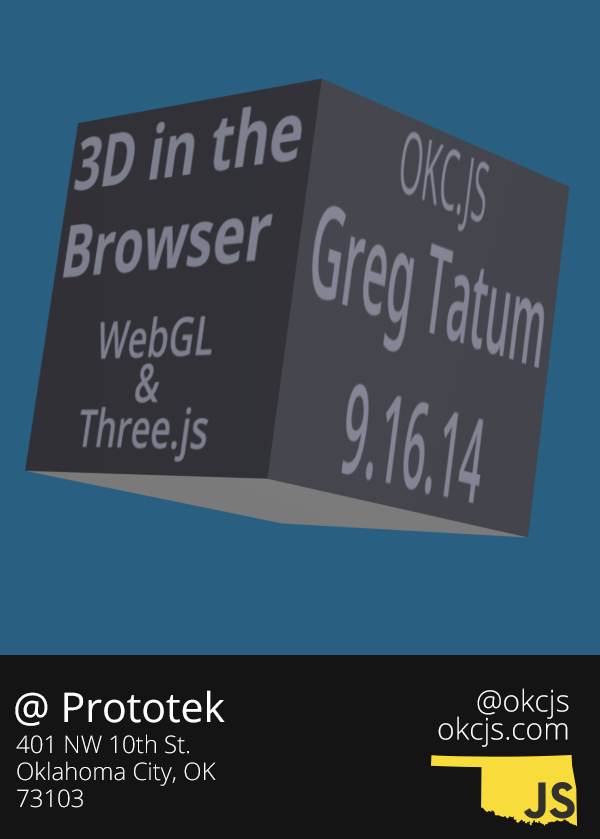 3D in the
Browser
WebGL
&
Three.js
OKC.JS
Greg Tatum
9.16.14
@ Prototek
401 NW 10th St.
Oklahoma City, OK
73103
@okcjs
okcjs.com
JS